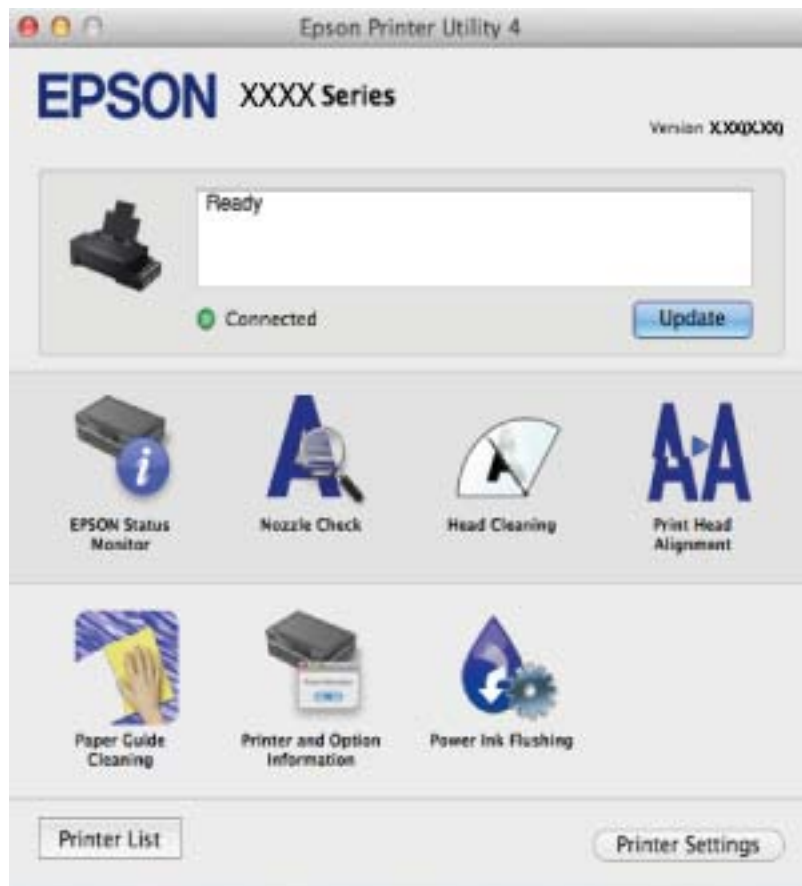 Epson Printer Utility 4
EPSON XXXX Series
Version X.XX(X.XX)
Ready
Connected
Update
EPSON Status
Monitor
Nozzle Check
Head Cleaning
Print Head
Alignment
Paper Guide
Cleaning
Printer and Option
Information
Power Ink Flushing
Printer List
Printer Settings